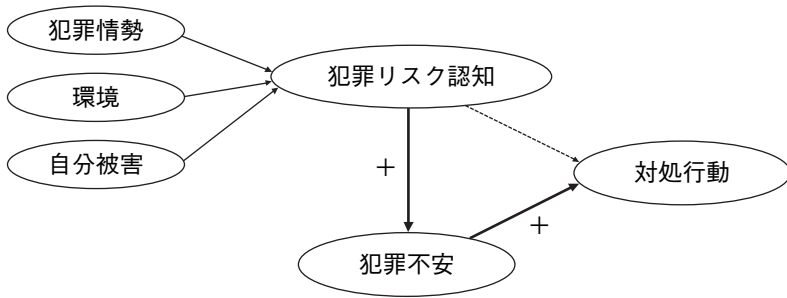 犯罪情勢
犯罪リスク認知
環境
自分被害
+
対処行動
+
犯罪不安